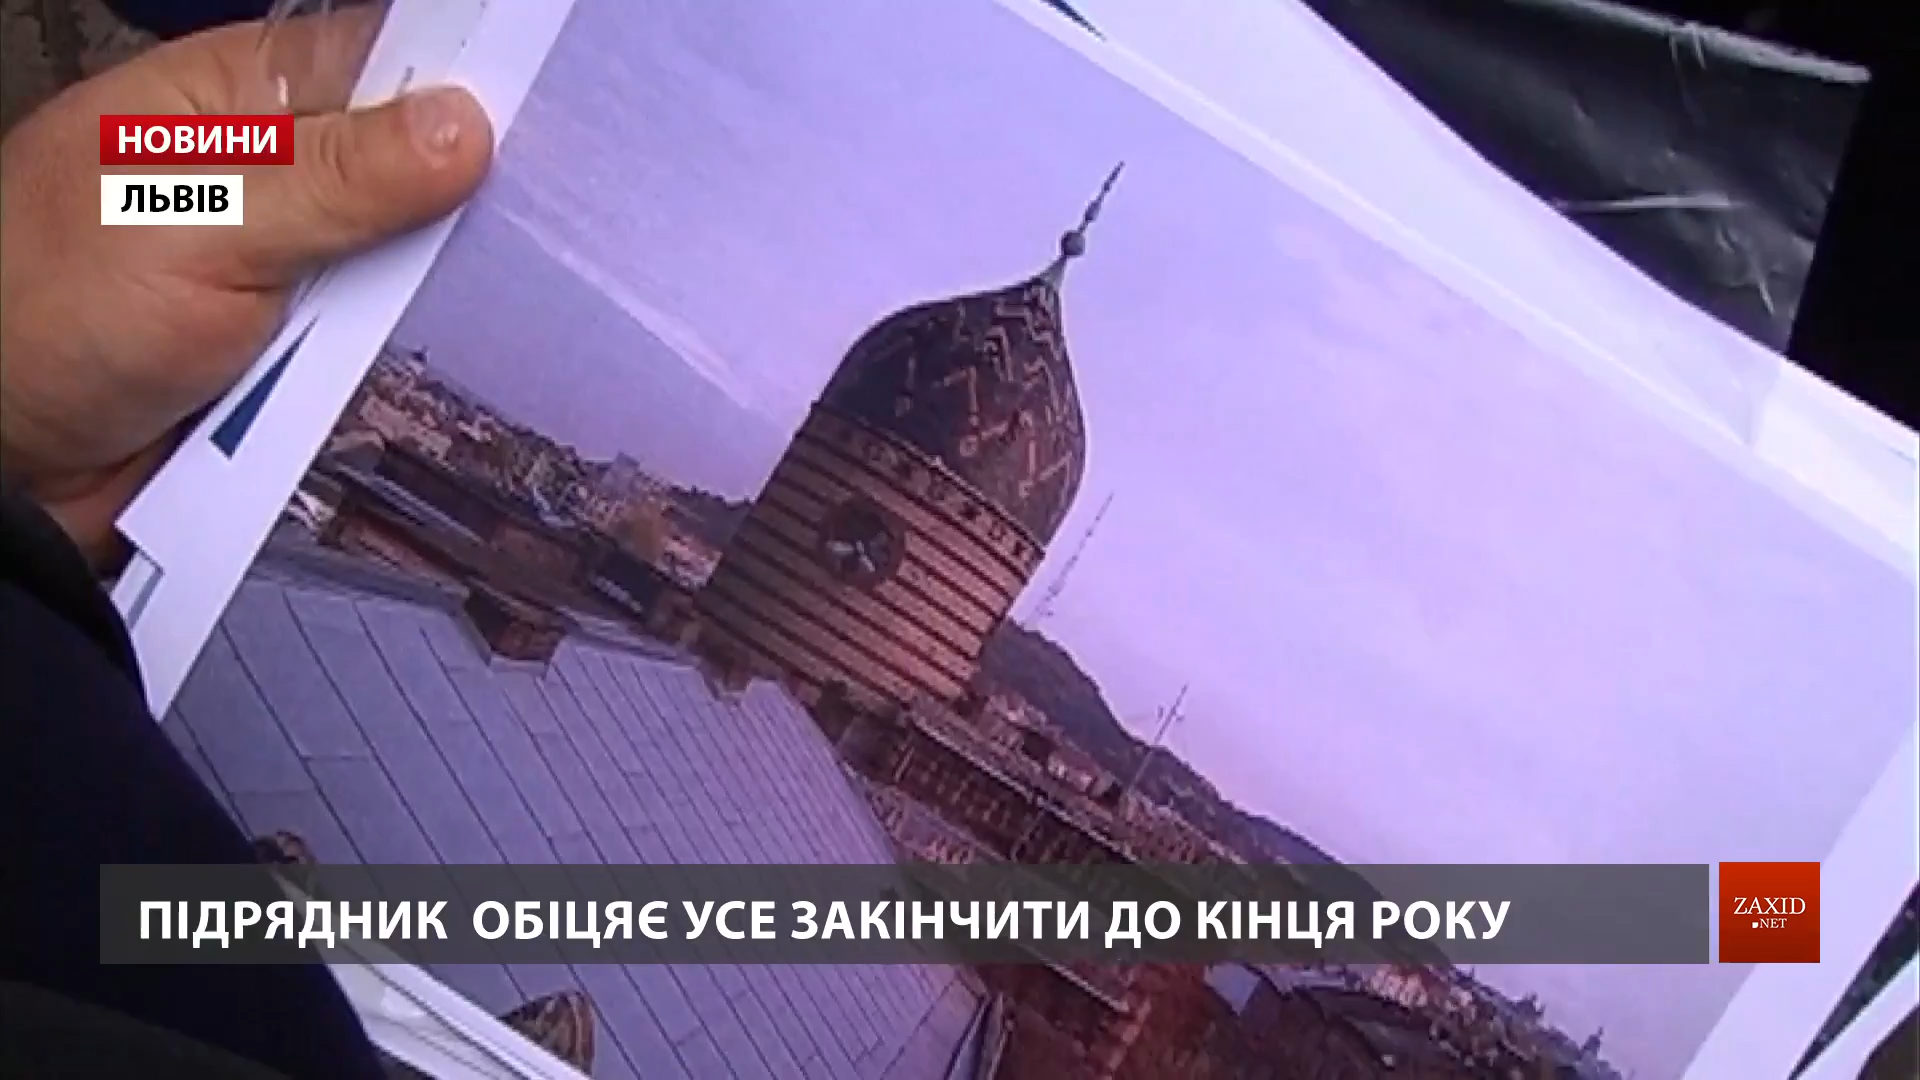 НОВИНИ
ЛЬВІВ
ПІДРЯДНИК ОБІЦЯЄ УСЕ ЗАКІНЧИТИ ДО КІНЦЯ РОКУ
ZAXID
.NET